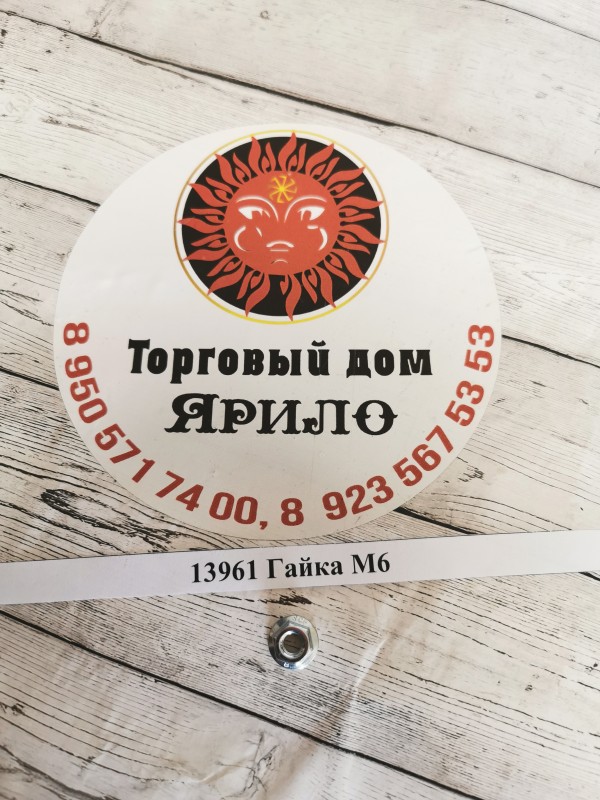 Торговый дом
ЯРИЛО
8 950 571 74 00, 8 923 567 53 53
13961 Гайка М6